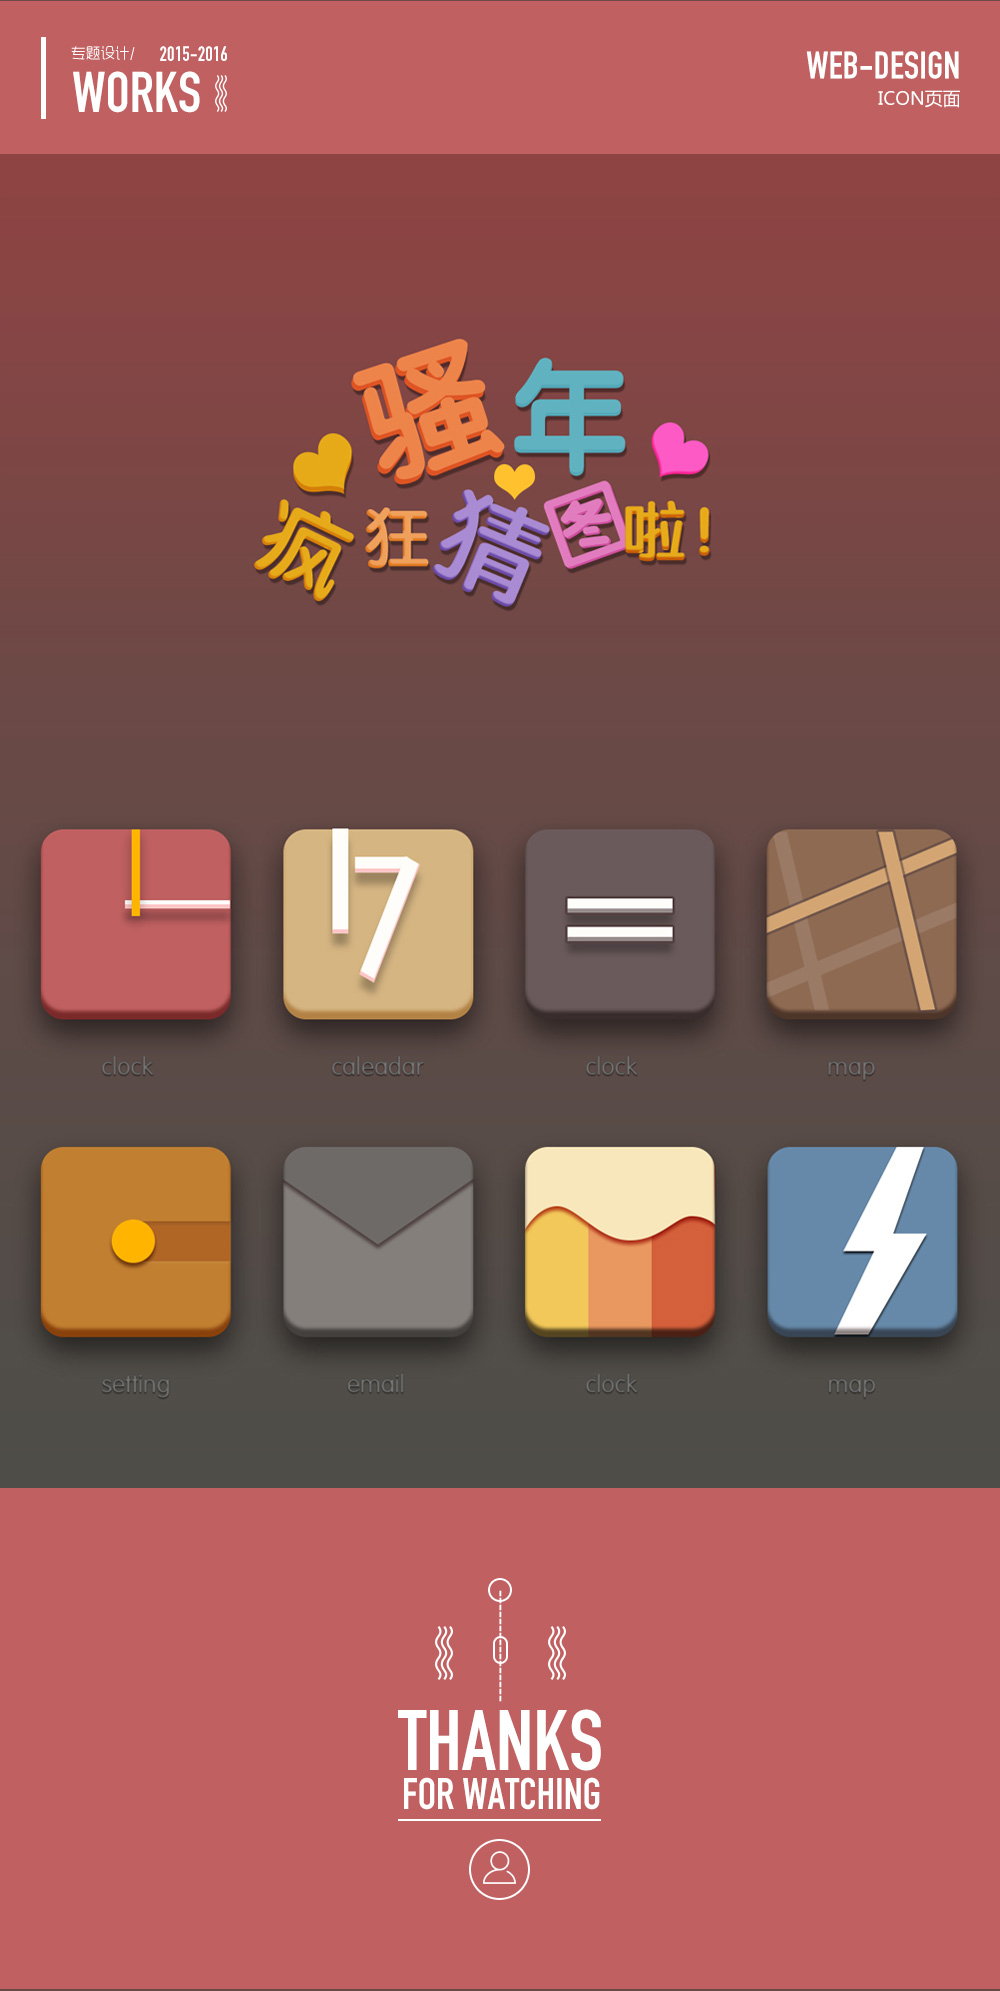 专题设计/ 2015-2016
WORKS
WEB-DESIGN
ICON页面
骚年
疯狂猜图啦!
17
clock caleadar clock map
setting email clock map
THANKS
FOR WATCHING